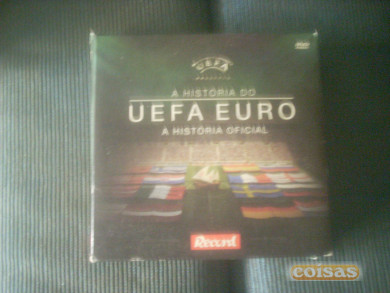 UEFA
A HISTÓRIA DO
UEFA EURO
A HISTÓRIA OFICIAL
Record
coisas